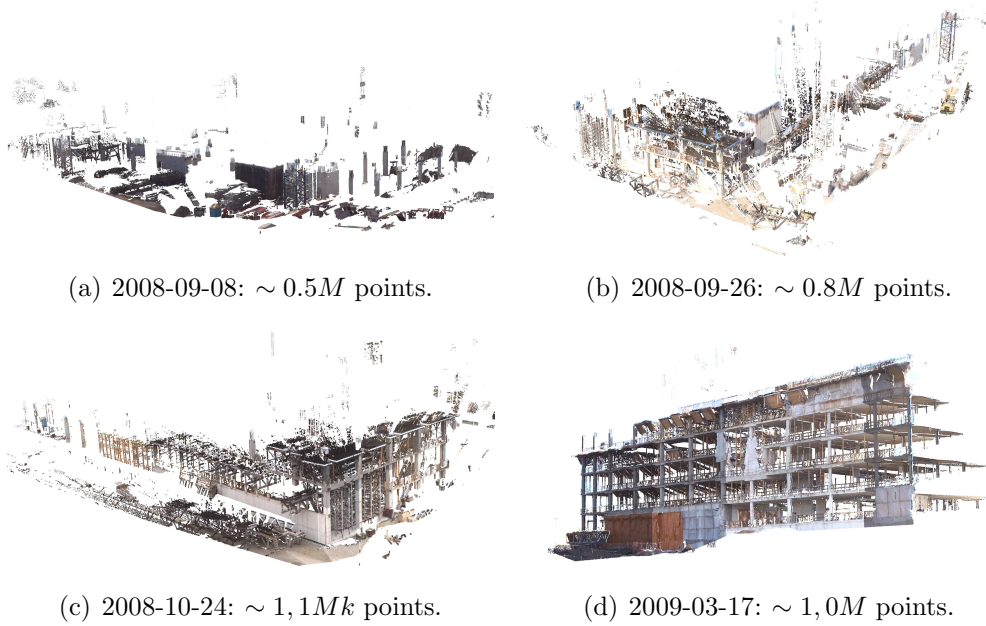 (a) 2008-09-08: ∼ 0.5M points.
(b) 2008-09-26: ∼ 0.8M points.
(c) 2008-10-24: ∼ 1, 1Mk points.
(d) 2009-03-17: ∼ 1, 0M points.